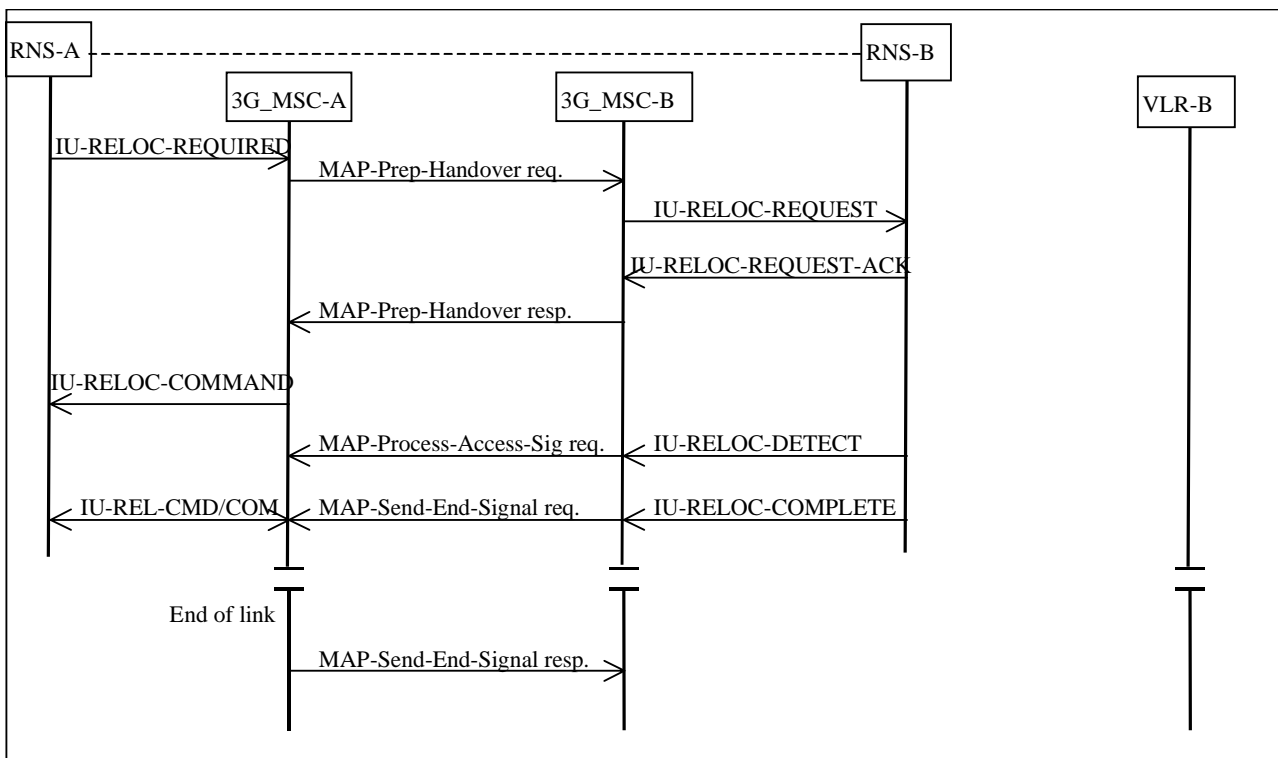 RNS-A
RNS-B
3G_MSC-A
3G_MSC-B
VLR-B
IU-RELOC-REQUIRED
MAP-Prep-Handover req.
IU-RELOC-REQUEST
IU-RELOC-REQUEST-ACK
MAP-Prep-Handover resp.
IU-RELOC-COMMAND
MAP-Process-Access-Sig req.
IU-RELOC-DETECT
IU-REL-CMD/COM
MAP-Send-End-Signal req.
IU-RELOC-COMPLETE
End of link
MAP-Send-End-Signal resp.